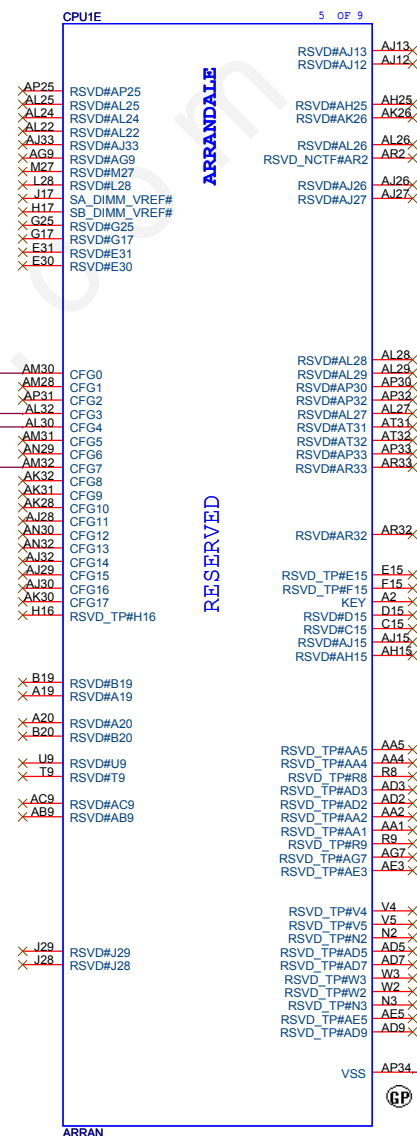 CPU1E
5 OF 9
ARRANDALE
RESERVED
AP25 RSVD#AP25
AL25 RSVD#AL25
AL24 RSVD#AL24
AL22 RSVD#AL22
AJ33 RSVD#AJ33
AG9 RSVD#AG9
M27 RSVD#M27
L28 RSVD#L28
J17 SA_DIMM_VREF#
H17 SB_DIMM_VREF#
G25 RSVD#G25
G17 RSVD#G17
E31 RSVD#E31
E30 RSVD#E30
AM30 CFG0
AM28 CFG1
AP31 CFG2
AL32 CFG3
AL30 CFG4
AM31 CFG5
AN29 CFG6
AM32 CFG7
AK32 CFG8
AK31 CFG9
AK28 CFG10
AJ28 CFG11
AN30 CFG12
AN32 CFG13
AJ32 CFG14
AJ29 CFG15
AJ30 CFG16
AK30 CFG17
H16 RSVD_TP#H16
B19 RSVD#B19
A19 RSVD#A19
A20 RSVD#A20
B20 RSVD#B20
U9 RSVD#U9
T9 RSVD#T9
AC9 RSVD#AC9
AB9 RSVD#AB9
J29 RSVD#J29
J28 RSVD#J28
RSVD#AJ13 AJ13
RSVD#AJ12 AJ12
RSVD#AH25 AH25
RSVD#AK26 AK26
RSVD#AL26 AL26
RSVD_NCTF#AR2 AR2
RSVD#AJ26 AJ26
RSVD#AJ27 AJ27
RSVD#AL28 AL28
RSVD#AL29 AL29
RSVD#AP30 AP30
RSVD#AP32 AP32
RSVD#AL27 AL27
RSVD#AT31 AT31
RSVD#AT32 AT32
RSVD#AP33 AP33
RSVD#AR33 AR33
RSVD#AR32 AR32
RSVD_TP#E15 E15
RSVD_TP#F15 F15
KEY A2
RSVD#D15 D15
RSVD#C15 C15
RSVD#AJ15 AJ15
RSVD#AH15 AH15
RSVD_TP#AA5 AA5
RSVD_TP#AA4 AA4
RSVD_TP#R8 R8
RSVD_TP#AD3 AD3
RSVD_TP#AD2 AD2
RSVD_TP#AA2 AA2
RSVD_TP#AA1 AA1
RSVD_TP#R9 R9
RSVD_TP#AG7 AG7
RSVD_TP#AE3 AE3
RSVD_TP#V4 V4
RSVD_TP#V5 V5
RSVD_TP#N2 N2
RSVD_TP#AD5 AD5
RSVD_TP#AD7 AD7
RSVD_TP#W3 W3
RSVD_TP#W2 W2
RSVD_TP#N3 N3
RSVD_TP#AE5 AE5
RSVD_TP#AD9 AD9
VSS AP34
GP
ARRAN